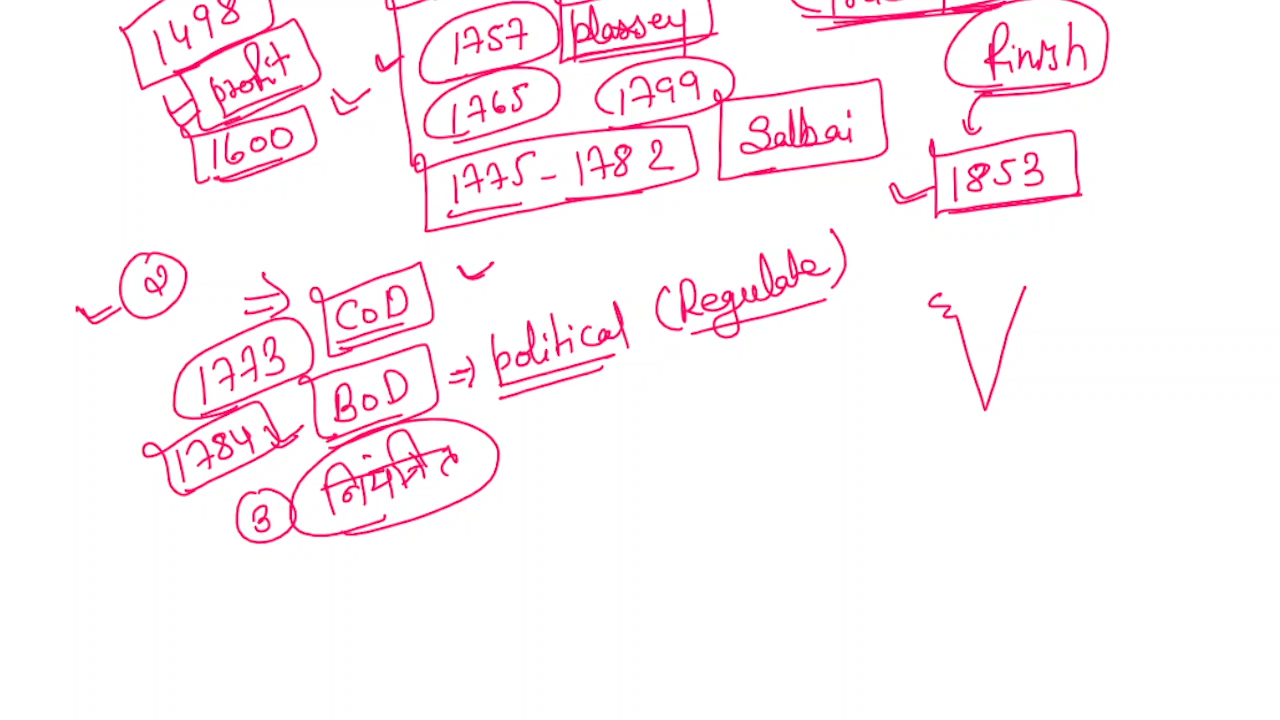 1498
profit
1600
1757 plassey
1765 1799
1775 - 1782 Salbai
Finish
1853
2
1773 CoD
1784 BoD => political (Regulate)
3 नियंत्रित